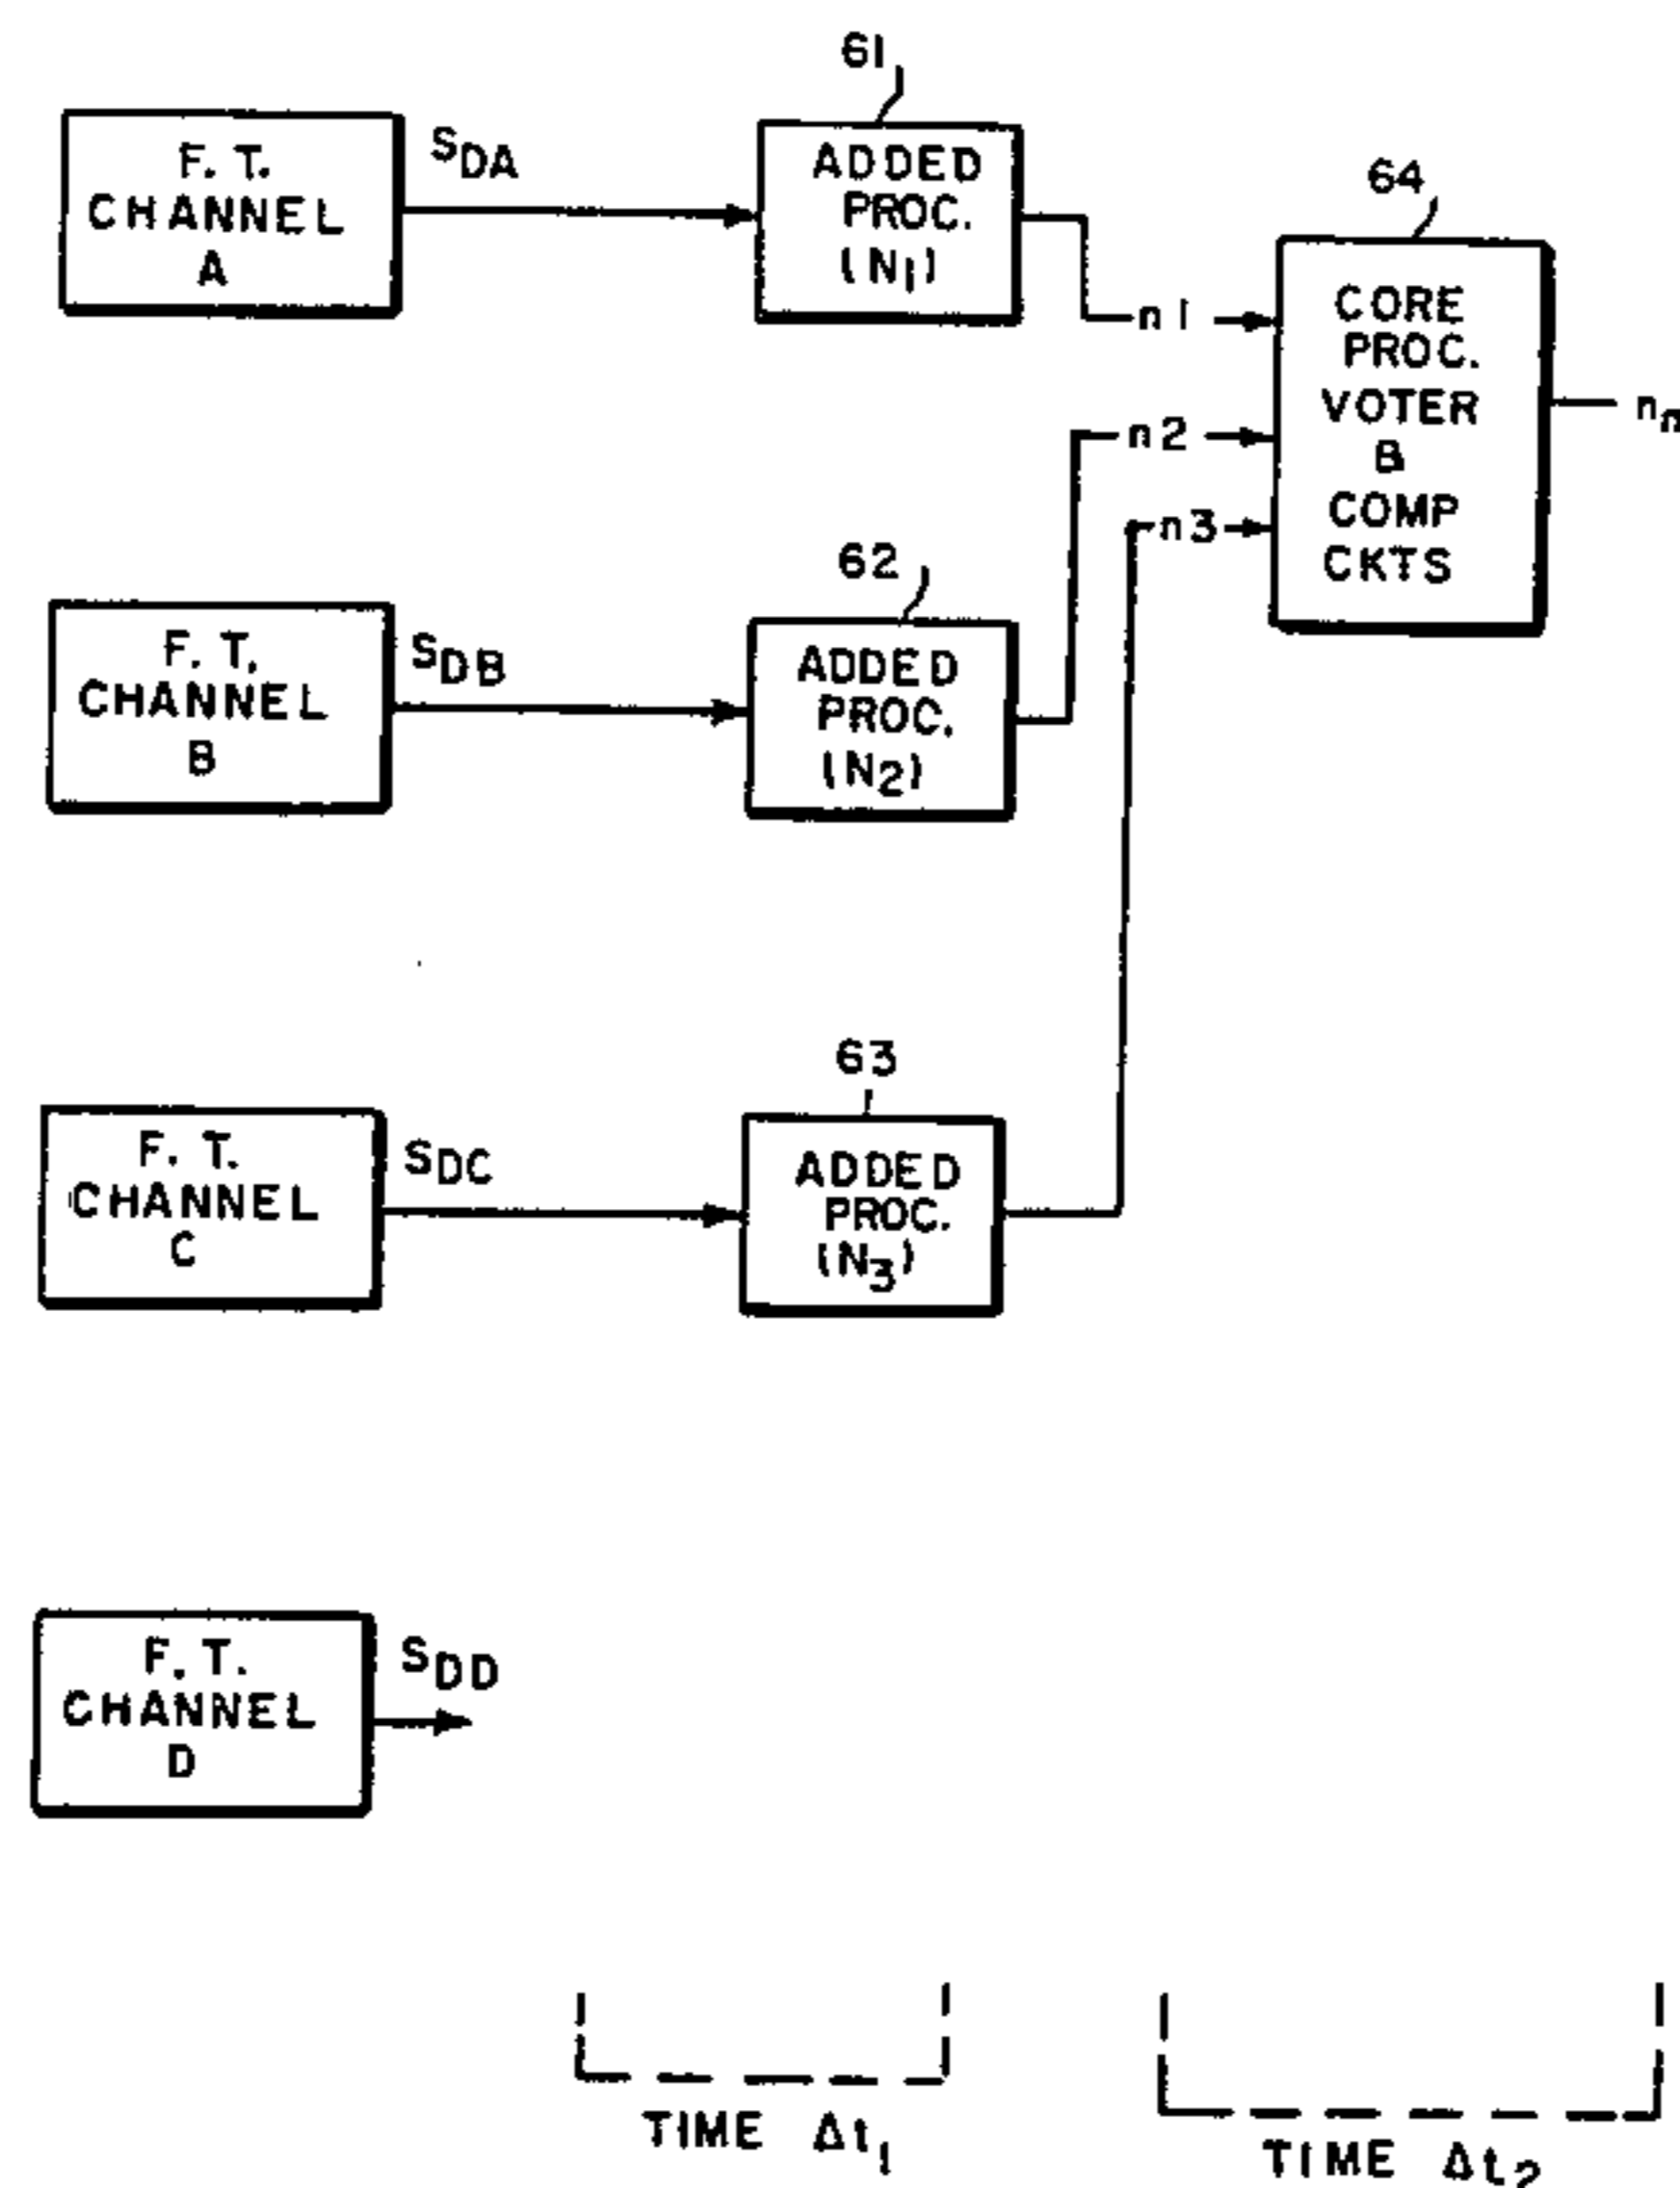 61
F. T.
CHANNEL
A
SDA
ADDED
PROC.
(N1)
64
n1
CORE
PROC.
VOTER
&
COMP
CKTS
nn
n2
n3
62
F. T.
CHANNEL
B
SDB
ADDED
PROC.
(N2)
63
F. T.
CHANNEL
C
SDC
ADDED
PROC.
(N3)
F. T.
CHANNEL
D
SDD
TIME Δt1
TIME Δt2